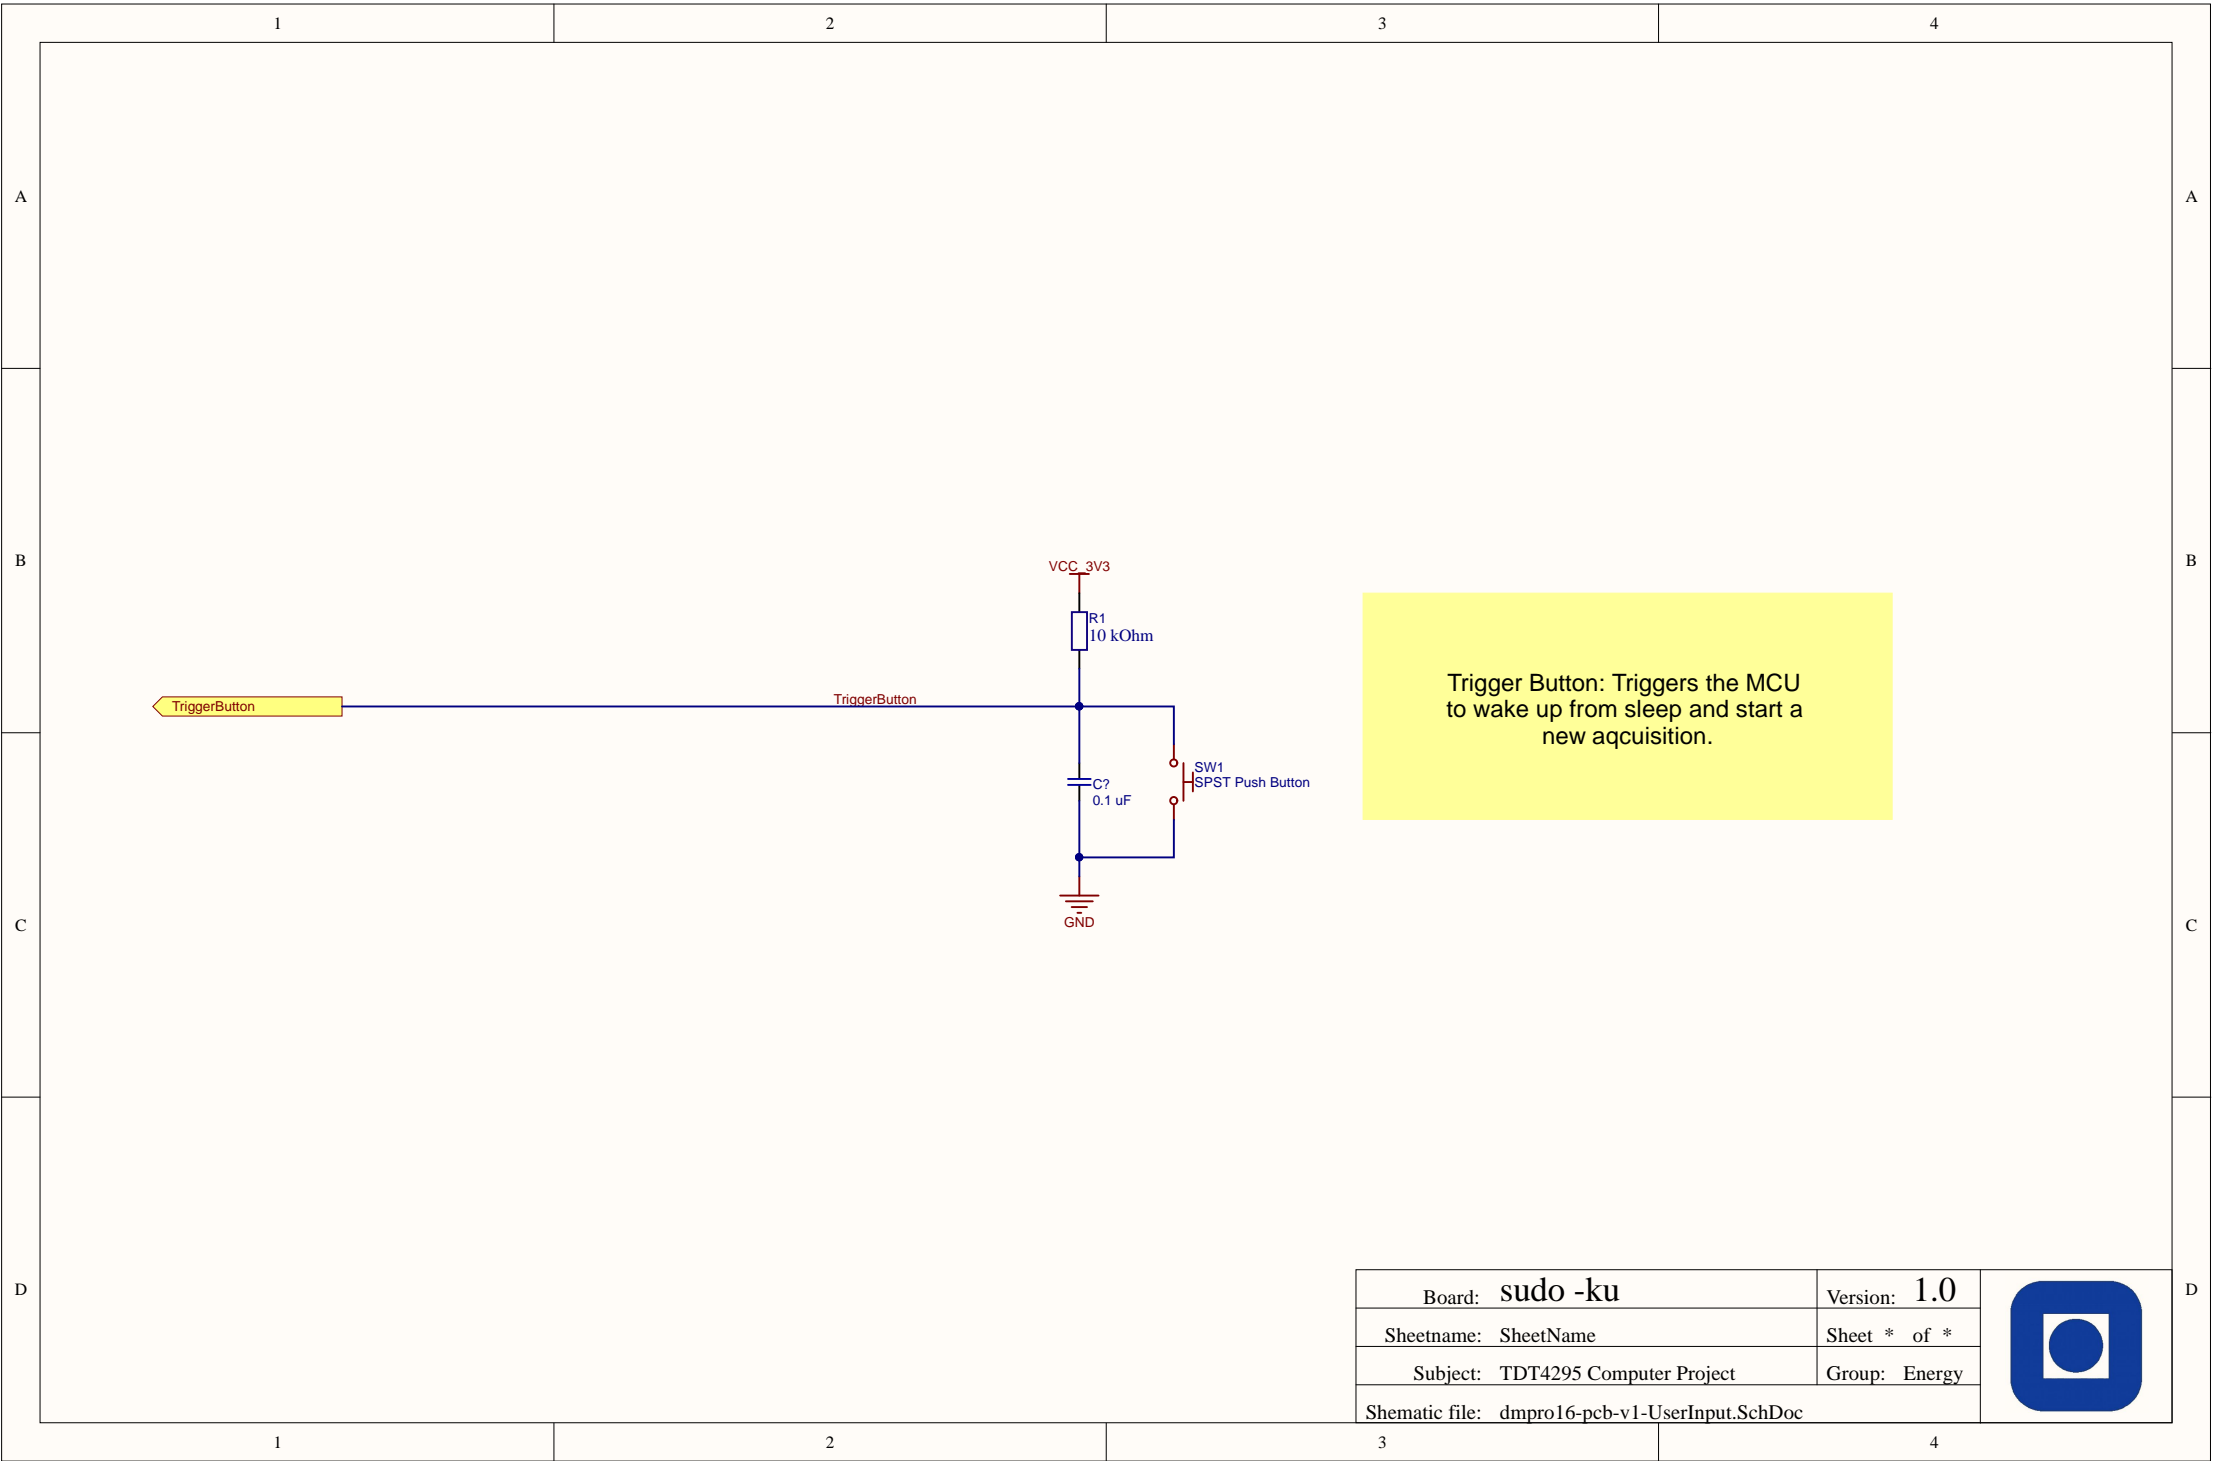 1
2
3
4
A
A
B
B
VCC_3V3
R1
10 kOhm
TriggerButton
TriggerButton
Trigger Button: Triggers the MCU
to wake up from sleep and start a
new aqcuisition.
SW1
SPST Push Button
C?
0.1 uF
GND
C
C
D
D
Board: sudo -ku
Version: 1.0
Sheetname: SheetName
Sheet * of *
Subject: TDT4295 Computer Project
Group: Energy
Shematic file: dmpro16-pcb-v1-UserInput.SchDoc
1
2
3
4